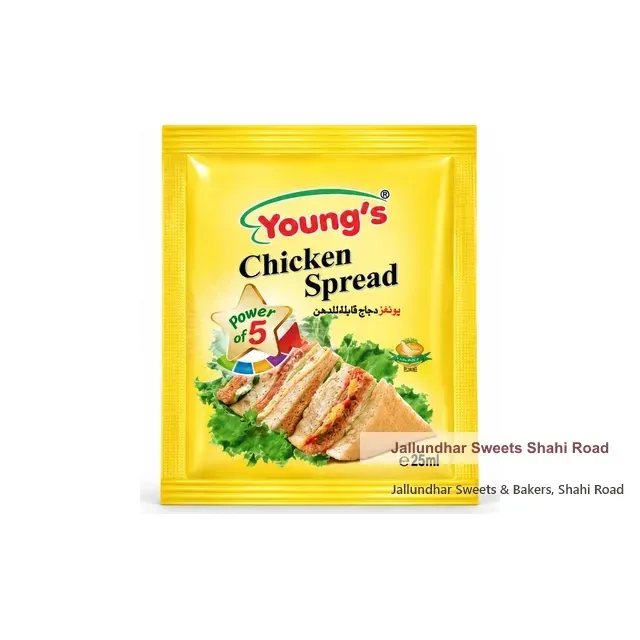 Young's®
Chicken
Spread
يونغز دجاج قابلة للدهن
Power
of 5
Jallundhar Sweets Shahi Road
e 25ml
Jallundhar Sweets & Bakers, Shahi Road